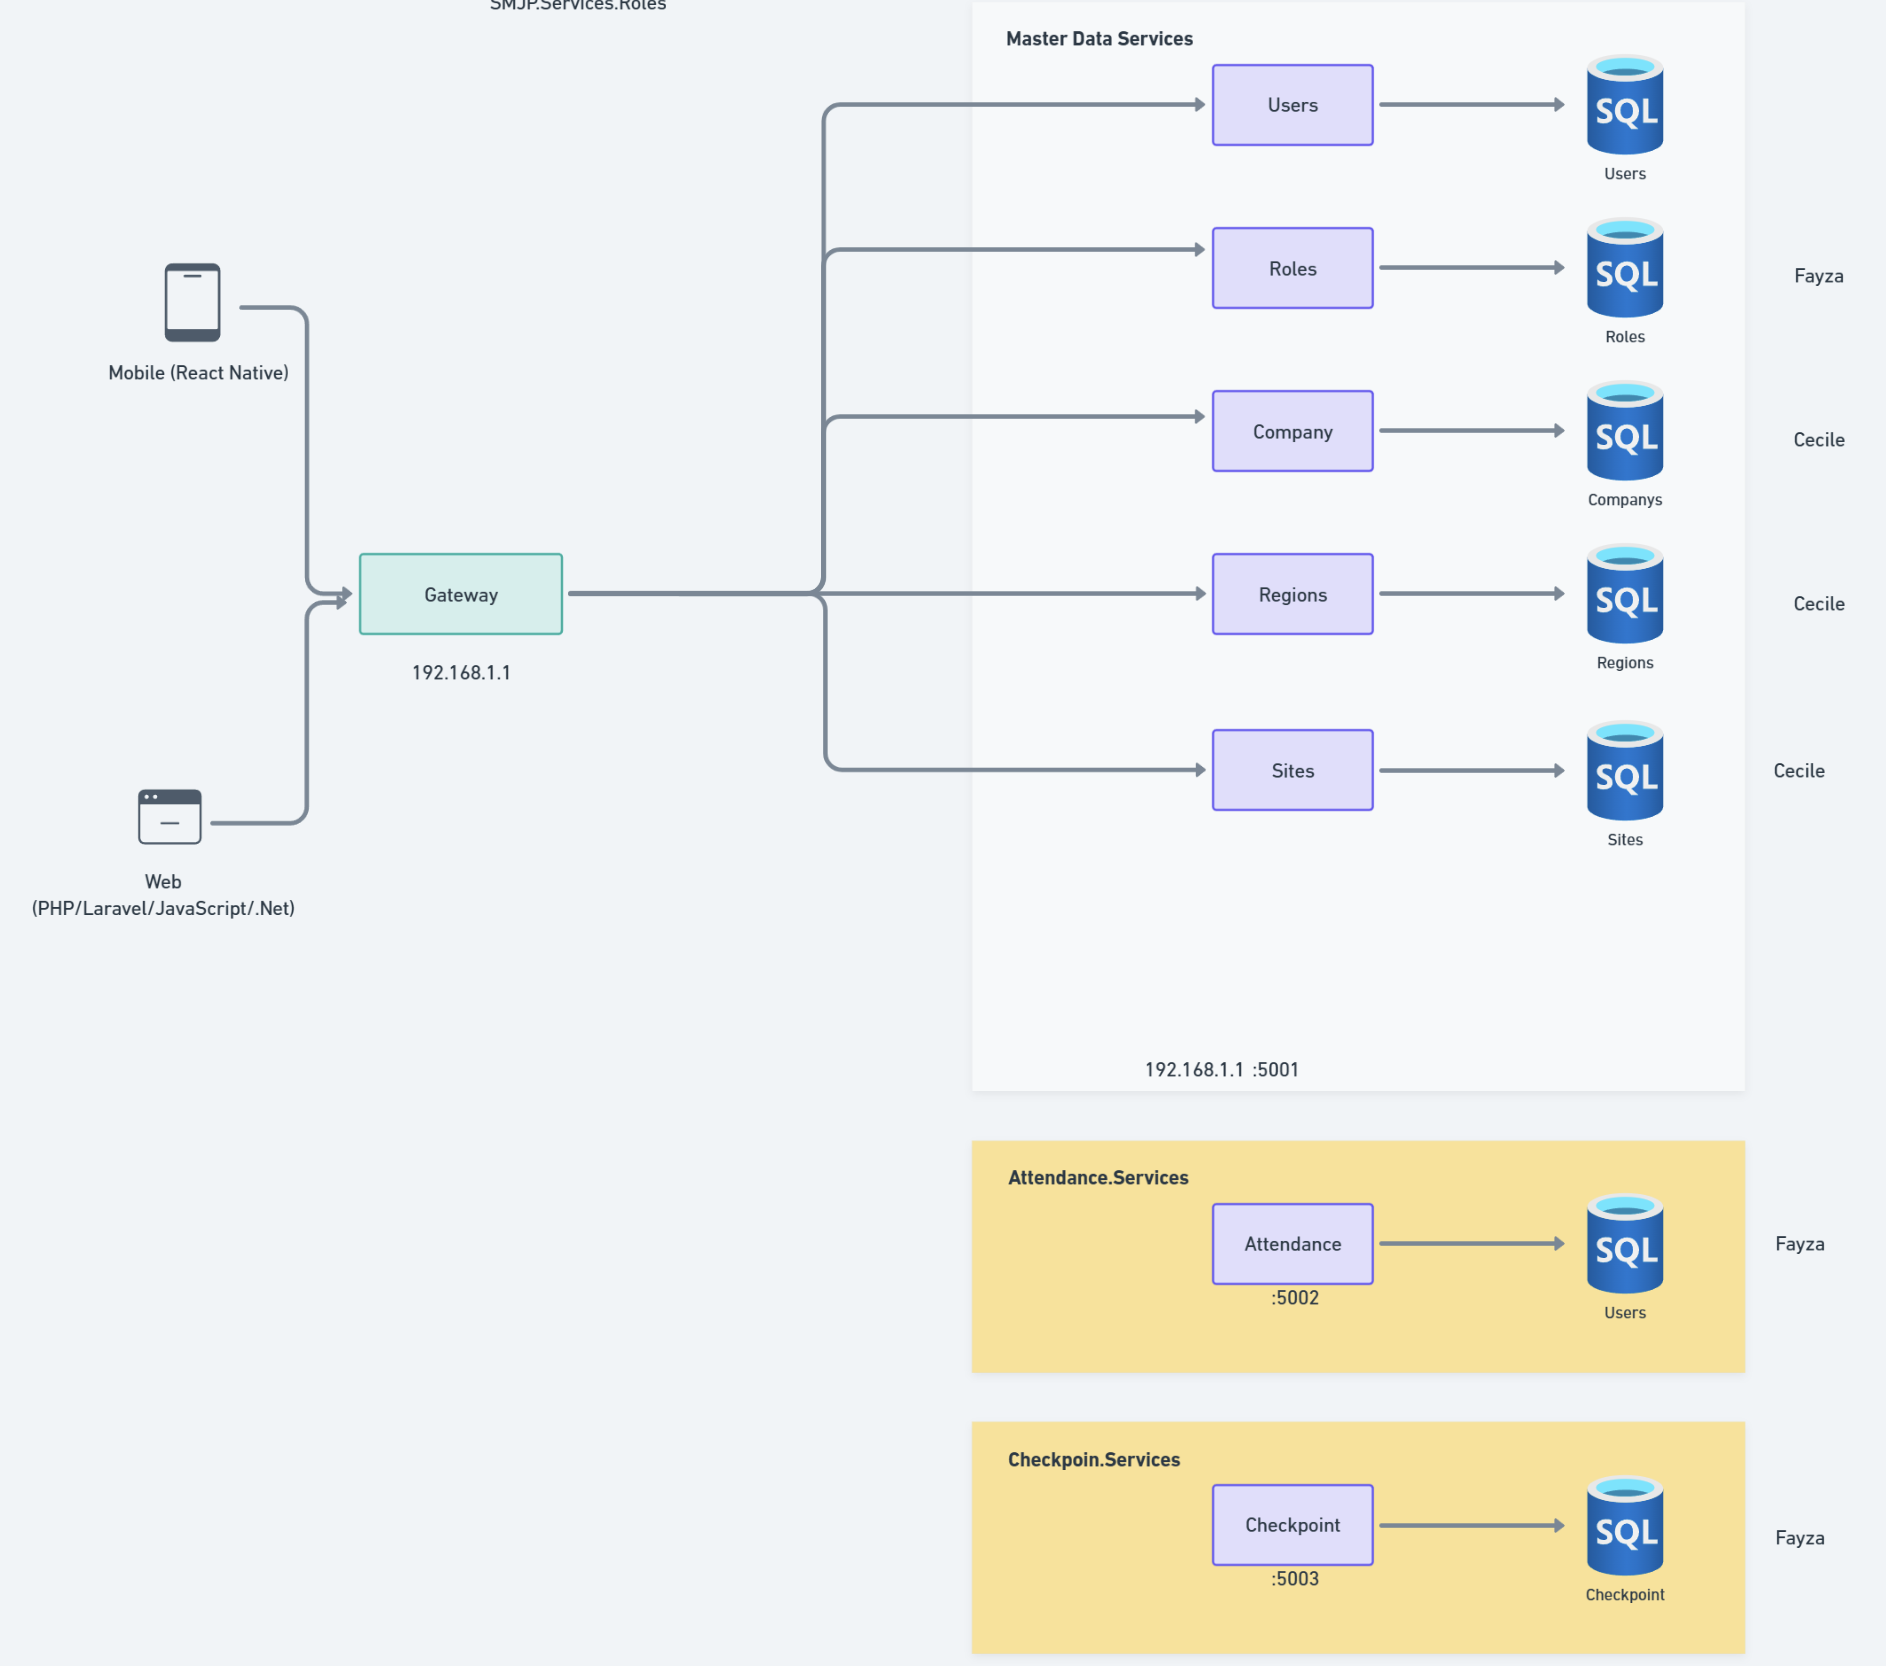 SMJP.Services.Roles
Master Data Services
Users
SQL
Users
Roles
SQL
Roles
Fayza
Mobile (React Native)
Company
SQL
Companys
Cecile
Gateway
192.168.1.1
Regions
SQL
Regions
Cecile
Sites
SQL
Sites
Cecile
Web
(PHP/Laravel/JavaScript/.Net)
192.168.1.1 :5001
Attendance.Services
Attendance
:5002
SQL
Users
Fayza
Checkpoin.Services
Checkpoint
:5003
SQL
Checkpoint
Fayza